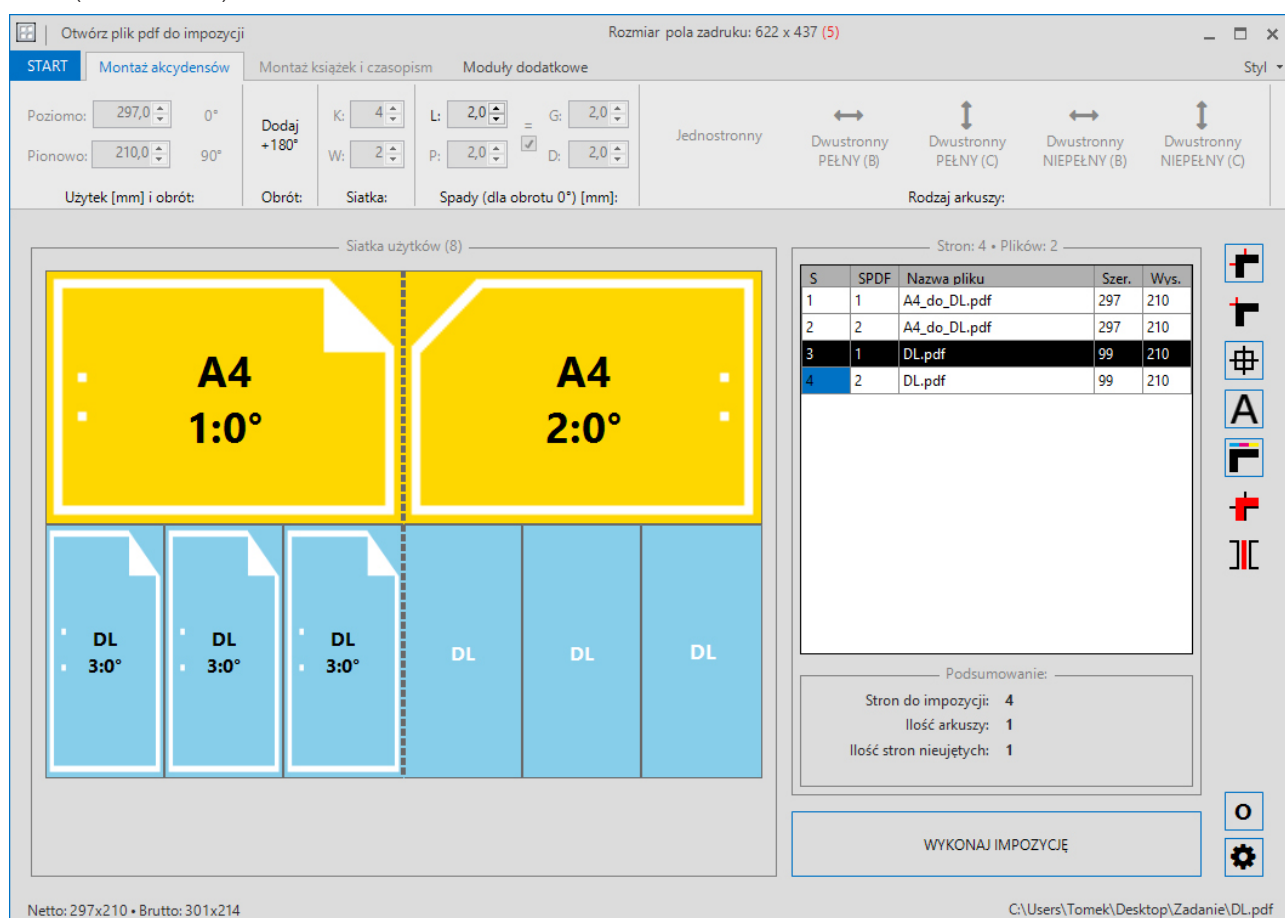 Otwórz plik pdf do impozycji
Rozmiar pola zadruku: 622 x 437 (5)
START Montaż akcydensów Montaż książek i czasopism Moduły dodatkowe Styl
Poziomo: 297,0 0° Dodaj +180° K: 4 L: 2,0 = G: 2,0 Jednostronny Dwustronny PEŁNY (B) Dwustronny PEŁNY (C) Dwustronny NIEPEŁNY (B) Dwustronny NIEPEŁNY (C)
Pionowo: 210,0 90° W: 2 P: 2,0 D: 2,0
Użytek [mm] i obrót: Obrót: Siatka: Spady (dla obrotu 0°) [mm]: Rodzaj arkuszy:
Siatka użytków (8)
A4 A4
1:0° 2:0°
DL DL DL DL DL DL
3:0° 3:0° 3:0°
Stron: 4 • Plików: 2
S SPDF Nazwa pliku Szer. Wys.
1 1 A4_do_DL.pdf 297 210
2 2 A4_do_DL.pdf 297 210
3 1 DL.pdf 99 210
4 2 DL.pdf 99 210
A
Podsumowanie:
Stron do impozycji: 4
Ilość arkuszy: 1
Ilość stron nieujętych: 1
O
WYKONAJ IMPOZYCJĘ
Netto: 297x210 • Brutto: 301x214
C:\Users\Tomek\Desktop\Zadanie\DL.pdf